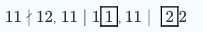 11 ∤ 12, 11 | 11, 11 | 22